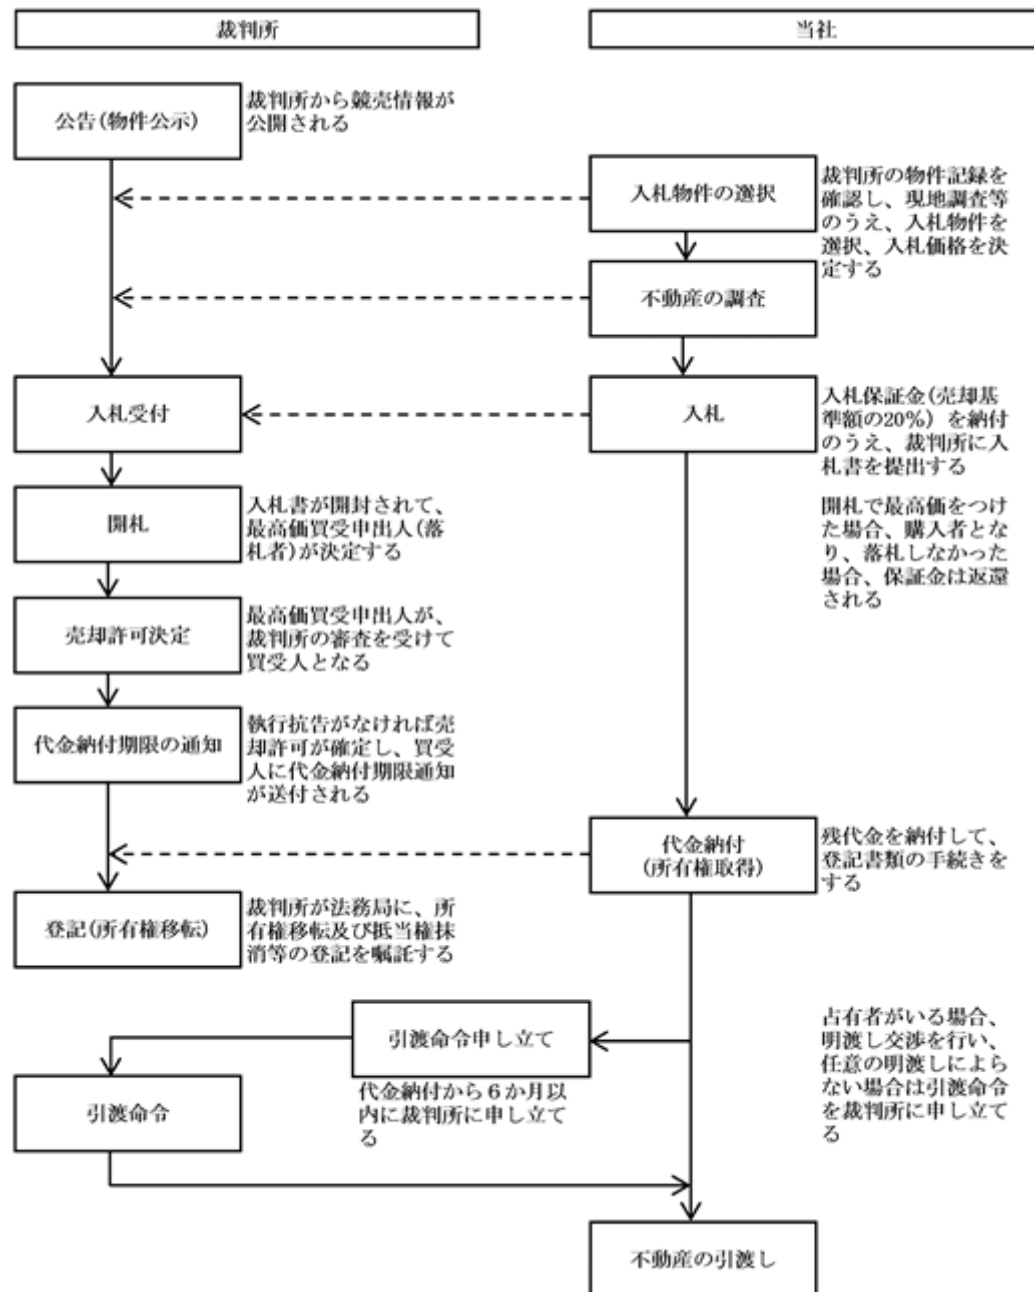 裁判所
当社
公告(物件公示)
裁判所から競売情報が
公開される
入札物件の選択
裁判所の物件記録を
確認し、現地調査等
のうえ、入札物件を
選択、入札価格を決
定する
不動産の調査
入札受付
入札
入札保証金(売却基
準額の20%) を納付
のうえ、裁判所に入
札書を提出する
開札
入札書が開封されて、
最高価買受申出人(落
札者)が決定する
開札で最高価をつけ
た場合、購入者とな
り、落札しなかった
場合、保証金は返還
される
売却許可決定
最高価買受申出人が、
裁判所の審査を受けて
買受人となる
代金納付期限の通知
執行抗告がなければ売
却許可が確定し、買受
人に代金納付期限通知
が送付される
代金納付
(所有権取得)
残代金を納付して、
登記書類の手続きを
する
登記(所有権移転)
裁判所が法務局に、所
有権移転及び抵当権抹
消等の登記を嘱託する
引渡命令申し立て
代金納付から6か月以
内に裁判所に申し立て
る
占有者がいる場合、
明渡し交渉を行い、
任意の明渡しによら
ない場合は引渡命令
を裁判所に申し立て
る
引渡命令
不動産の引渡し